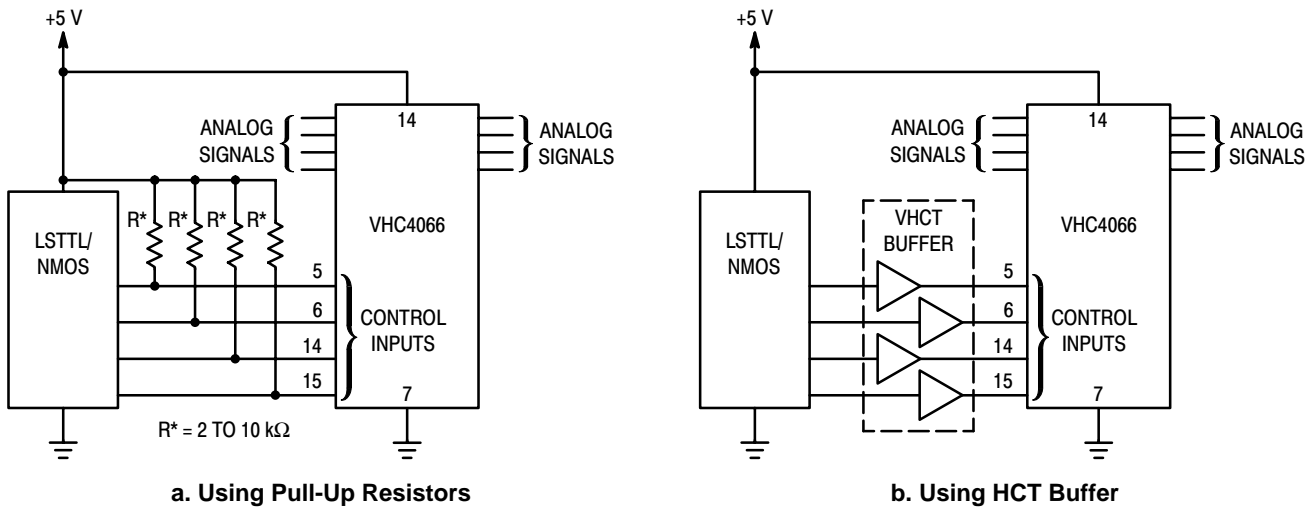 +5 V
14
ANALOG
SIGNALS
ANALOG
SIGNALS
R* R* R* R*
LSTTL/
NMOS
VHC4066
5
6
14
15
CONTROL
INPUTS
7
R* = 2 TO 10 kΩ
a. Using Pull-Up Resistors
+5 V
14
ANALOG
SIGNALS
ANALOG
SIGNALS
LSTTL/
NMOS
VHCT
BUFFER
VHC4066
5
6
14
15
CONTROL
INPUTS
7
b. Using HCT Buffer